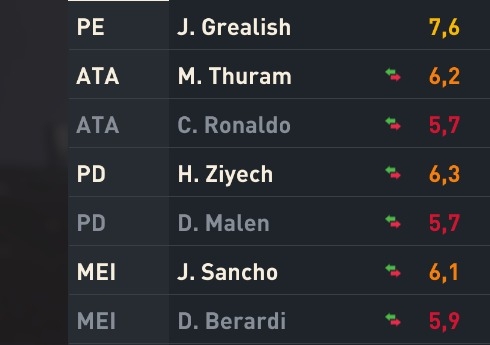 PE J. Grealish 7,6
ATA M. Thuram 6,2
ATA C. Ronaldo 5,7
PD H. Ziyech 6,3
PD D. Malen 5,7
MEI J. Sancho 6,1
MEI D. Berardi 5,9